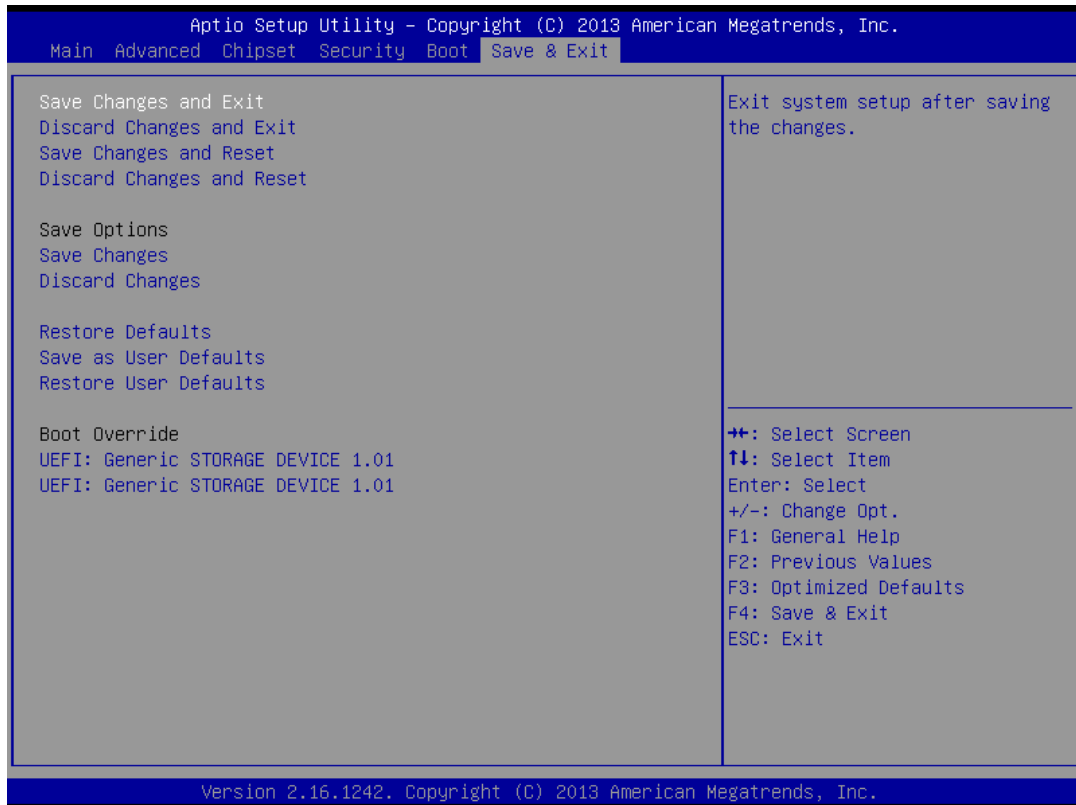 Aptio Setup Utility – Copyright (C) 2013 American Megatrends, Inc.
Main Advanced Chipset Security Boot Save & Exit
Save Changes and Exit
Discard Changes and Exit
Save Changes and Reset
Discard Changes and Reset
Save Options
Save Changes
Discard Changes
Restore Defaults
Save as User Defaults
Restore User Defaults
Boot Override
UEFI: Generic STORAGE DEVICE 1.01
UEFI: Generic STORAGE DEVICE 1.01
Exit system setup after saving
the changes.
→←: Select Screen
↑↓: Select Item
Enter: Select
+/-: Change Opt.
F1: General Help
F2: Previous Values
F3: Optimized Defaults
F4: Save & Exit
ESC: Exit
Version 2.16.1242. Copyright (C) 2013 American Megatrends, Inc.